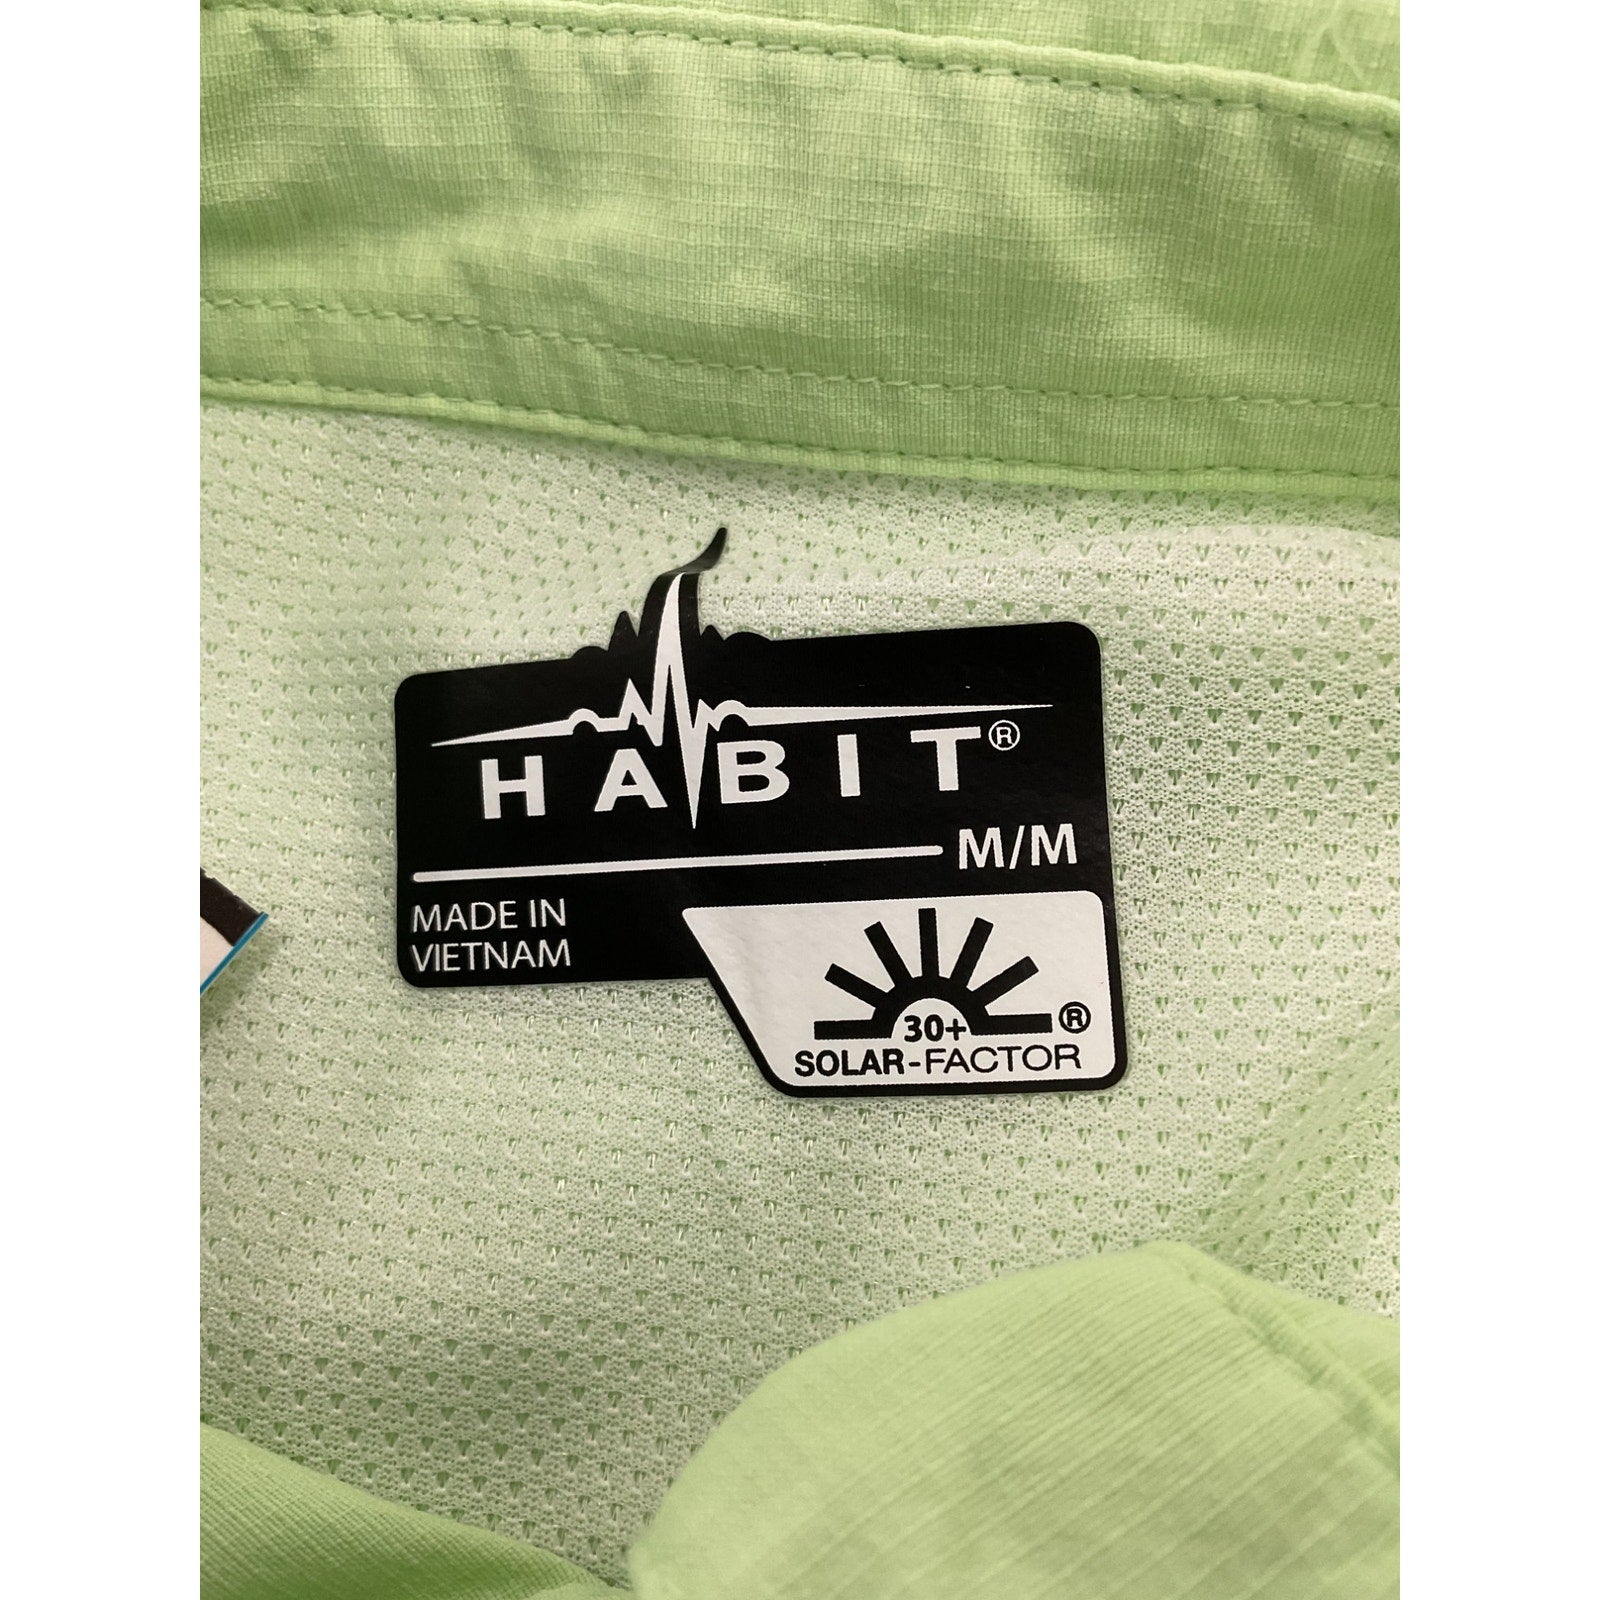 HABIT®
M/M
MADE IN
VIETNAM
30+
®
SOLAR-FACTOR